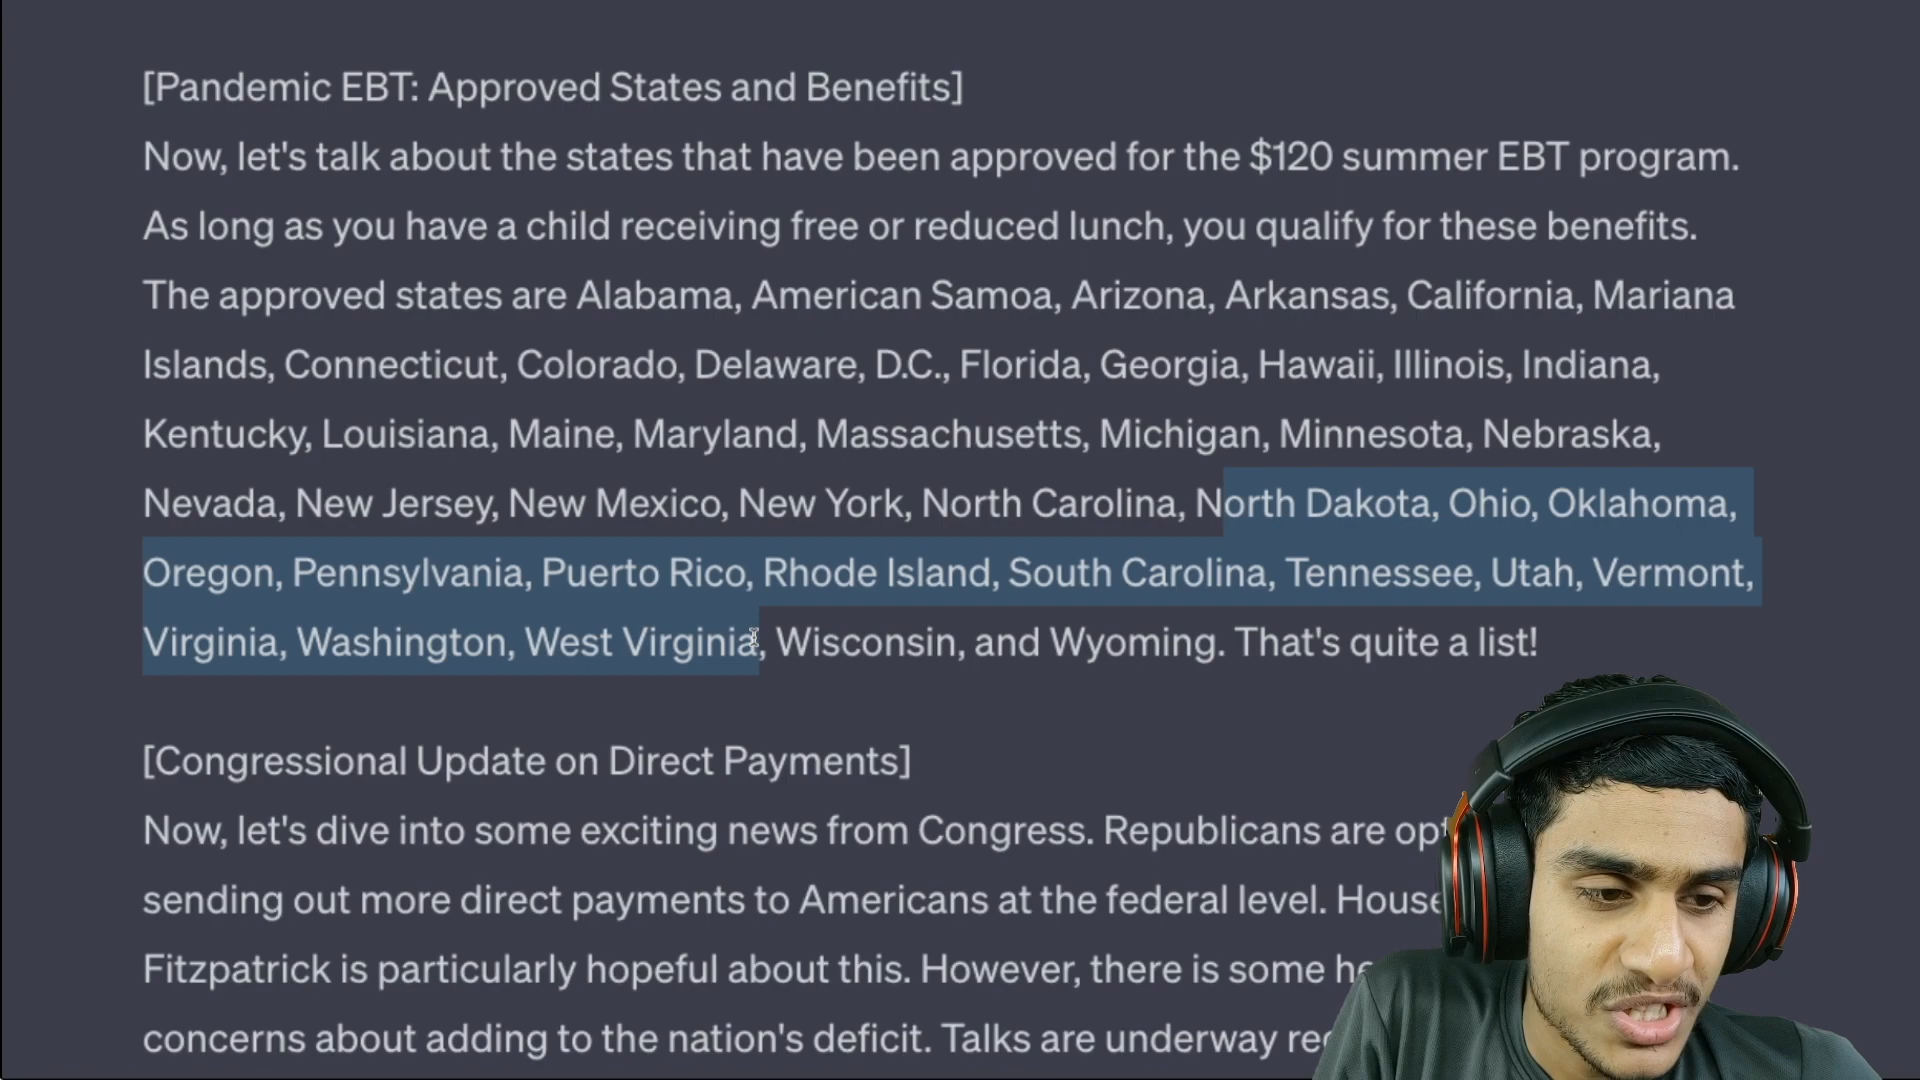 [Pandemic EBT: Approved States and Benefits]
Now, let's talk about the states that have been approved for the $120 summer EBT program.
As long as you have a child receiving free or reduced lunch, you qualify for these benefits.
The approved states are Alabama, American Samoa, Arizona, Arkansas, California, Mariana
Islands, Connecticut, Colorado, Delaware, D.C., Florida, Georgia, Hawaii, Illinois, Indiana,
Kentucky, Louisiana, Maine, Maryland, Massachusetts, Michigan, Minnesota, Nebraska,
Nevada, New Jersey, New Mexico, New York, North Carolina, North Dakota, Ohio, Oklahoma,
Oregon, Pennsylvania, Puerto Rico, Rhode Island, South Carolina, Tennessee, Utah, Vermont,
Virginia, Washington, West Virginia, Wisconsin, and Wyoming. That's quite a list!
[Congressional Update on Direct Payments]
Now, let's dive into some exciting news from Congress. Republicans are
sending out more direct payments to Americans at the federal level. House
Fitzpatrick is particularly hopeful about this. However, there is some
concerns about adding to the nation's deficit. Talks are underway